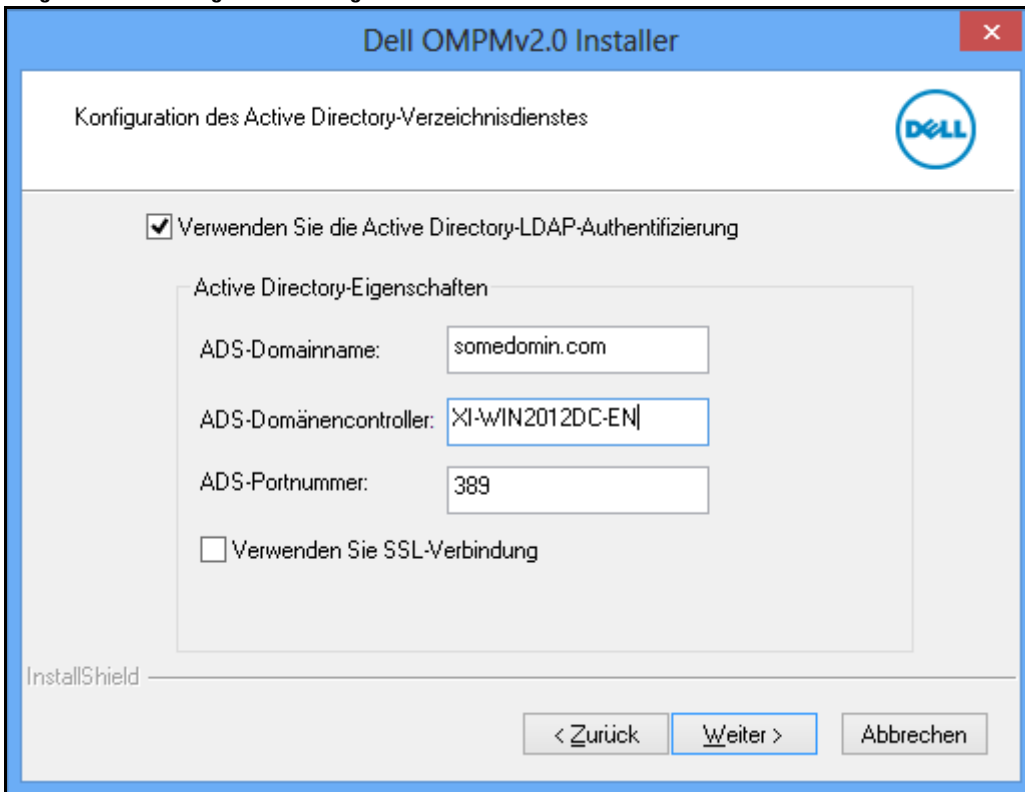 Dell OMPMv2.0 Installer
Konfiguration des Active Directory-Verzeichnisdienstes
DELL
Verwenden Sie die Active Directory-LDAP-Authentifizierung
Active Directory-Eigenschaften
ADS-Domainname: somedomin.com
ADS-Domänencontroller: XI-WIN2012DC-EN
ADS-Portnummer: 389
Verwenden Sie SSL-Verbindung
InstallShield
< Zurück Weiter > Abbrechen